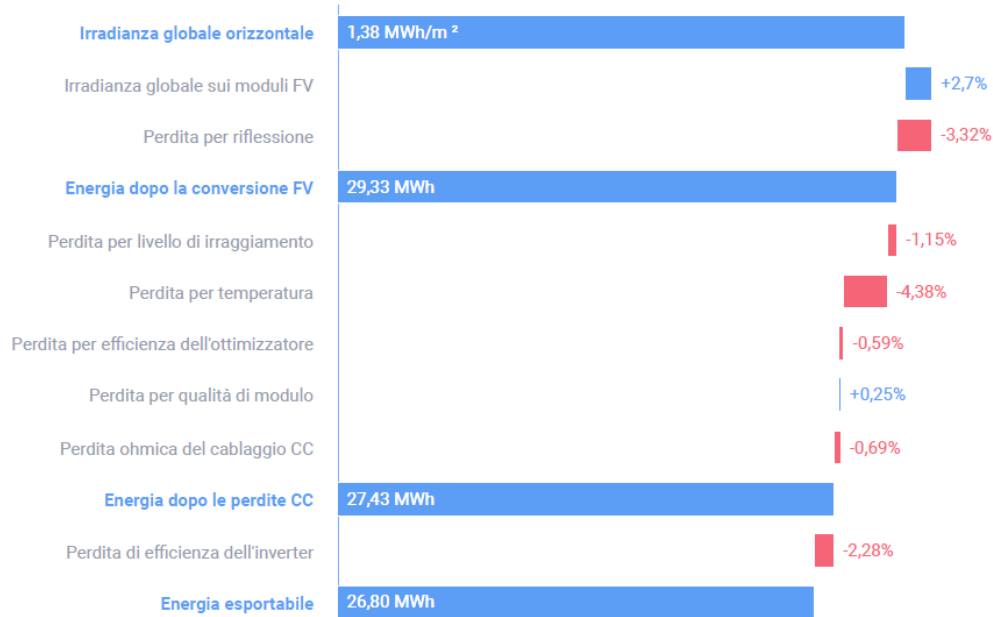 Irradianza globale orizzontale 1,38 MWh/m ²
Irradianza globale sui moduli FV +2,7%
Perdita per riflessione -3,32%
Energia dopo la conversione FV 29,33 MWh
Perdita per livello di irraggiamento -1,15%
Perdita per temperatura -4,38%
Perdita per efficienza dell'ottimizzatore -0,59%
Perdita per qualità di modulo +0,25%
Perdita ohmica del cablaggio CC -0,69%
Energia dopo le perdite CC 27,43 MWh
Perdita di efficienza dell'inverter -2,28%
Energia esportabile 26,80 MWh